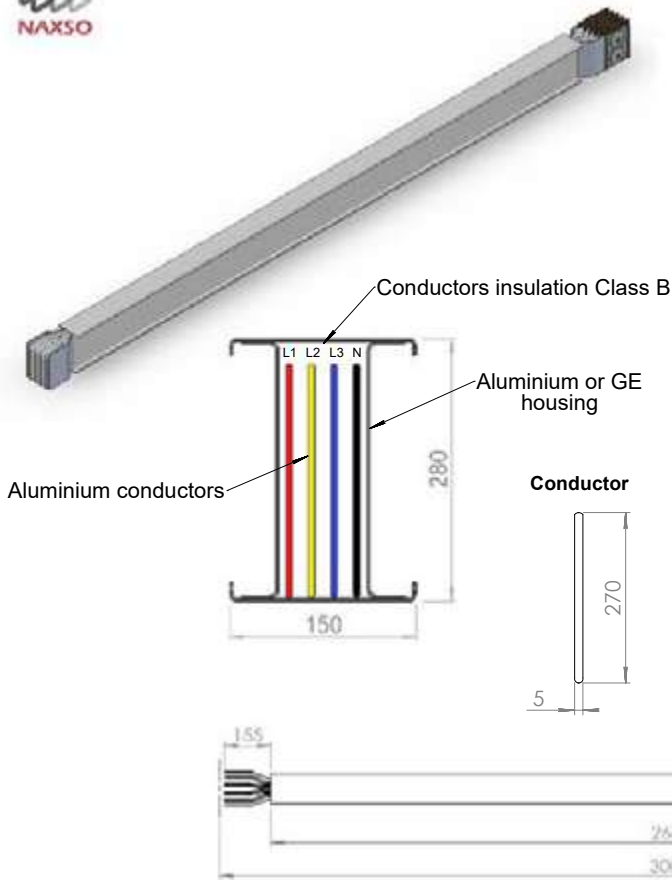 NAXSO
Conductors insulation Class B
L1 L2 L3 N
Aluminium or GE
housing
280
Aluminium conductors
Conductor
150
270
5
155